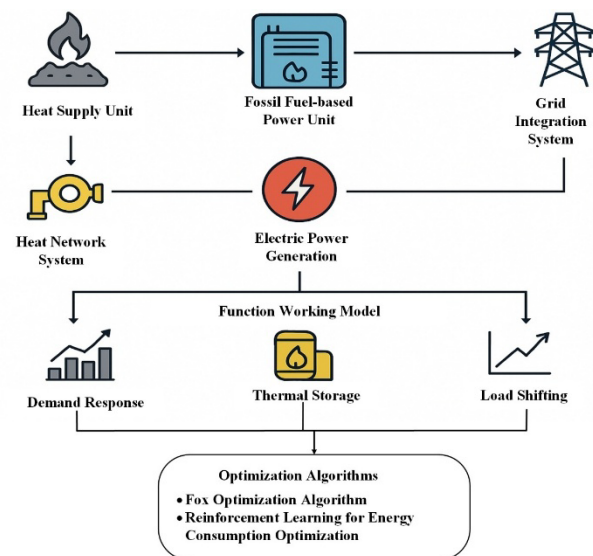 Heat Supply Unit
Fossil Fuel-based
Power Unit
Grid
Integration
System
Heat Network
System
Electric Power
Generation
Function Working Model
Demand Response
Thermal Storage
Load Shifting
Optimization Algorithms
• Fox Optimization Algorithm
• Reinforcement Learning for Energy
Consumption Optimization